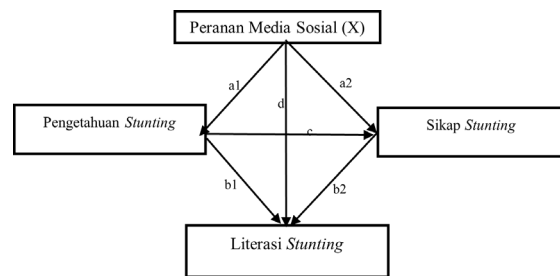 Peranan Media Sosial (X)
a1
a2
d
Pengetahuan Stunting
Sikap Stunting
c
b1
b2
Literasi Stunting